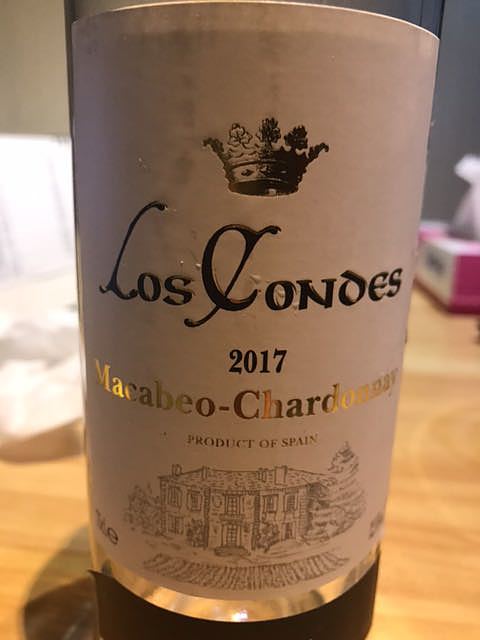 Los Condes
2017
Macabeo-Chardonnay
PRODUCT OF SPAIN